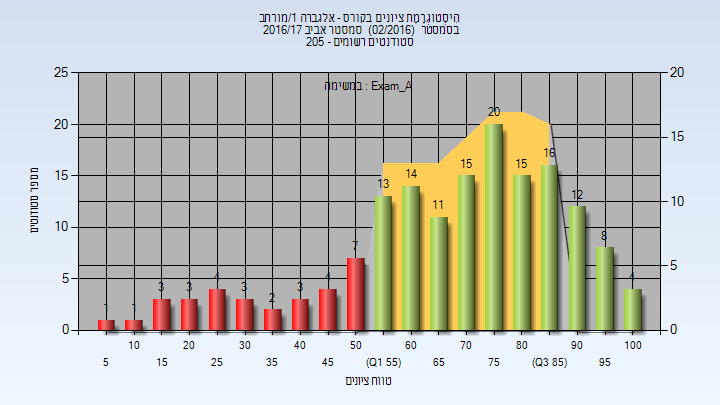 היסטוגרמת ציונים בקורס - אלגברה 1/מורחב
בסמסטר (02/2016) סמסטר אביב 2016/17
סטודנטים רשומים - 205
במשימה : Exam_A
25 20 15 10 5 0
מספר סטודנטים
20 15 10 5 0
1 1 3 3 4 3 2 3 4 7 13 14 11 15 20 15 16 12 8 4
10 20 30 40 50 60 70 80 90 100
5 15 25 35 45 (Q1 55) 65 75 (Q3 85) 95
טווח ציונים